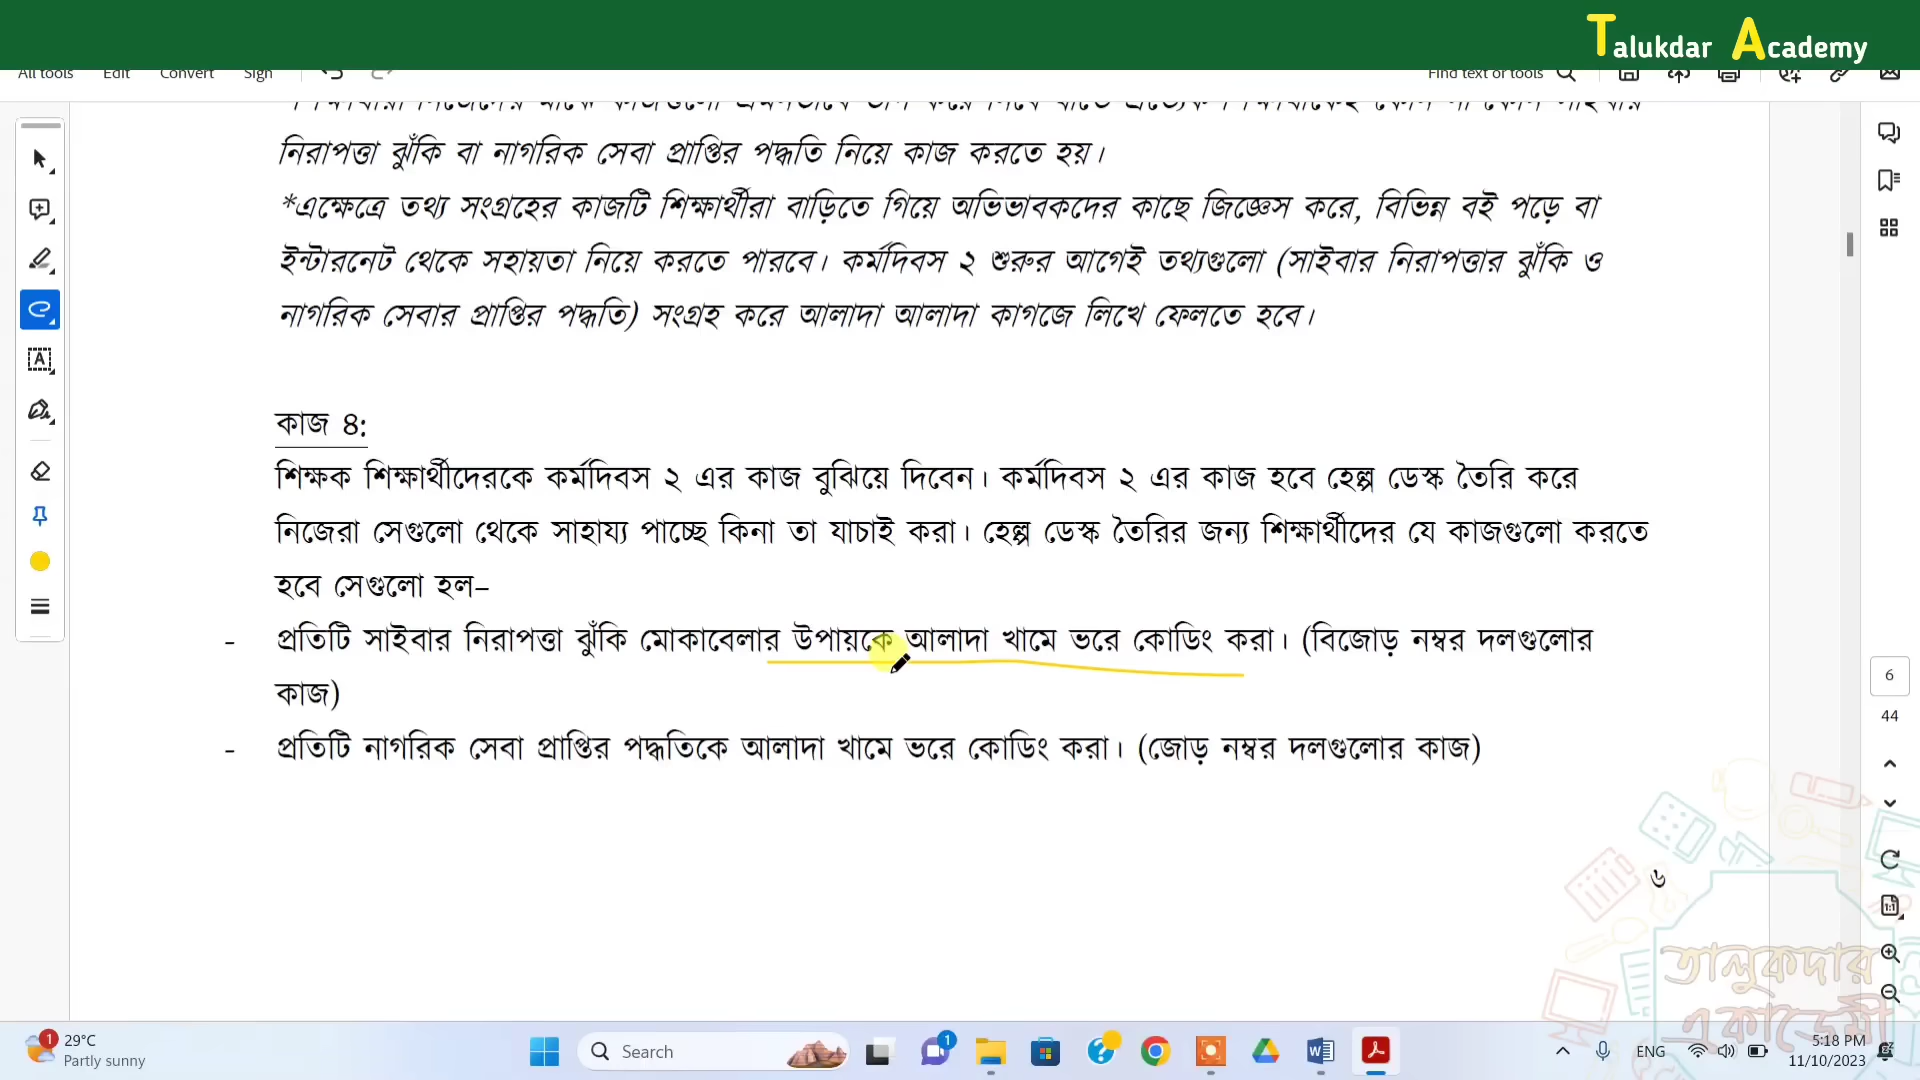 Talukdar Academy
All tools Edit Convert Sign Find text or tools
নিরাপত্তা ঝুঁকি বা নাগরিক সেবা প্রাপ্তির পদ্ধতি নিয়ে কাজ করতে হয়।
*এক্ষেত্রে তথ্য সংগ্রহের কাজটি শিক্ষার্থীরা বাড়িতে গিয়ে অভিভাবকদের কাছে জিজ্ঞেস করে, বিভিন্ন বই পড়ে বা
ইন্টারনেট থেকে সহায়তা নিয়ে করতে পারবে। কর্মদিবস ২ শুরুর আগেই তথ্যগুলো (সাইবার নিরাপত্তার ঝুঁকি ও
নাগরিক সেবার প্রাপ্তির পদ্ধতি) সংগ্রহ করে আলাদা আলাদা কাগজে লিখে ফেলতে হবে।
কাজ ৪:
শিক্ষক শিক্ষার্থীদেরকে কর্মদিবস ২ এর কাজ বুঝিয়ে দিবেন। কর্মদিবস ২ এর কাজ হবে হেল্প ডেস্ক তৈরি করে
নিজেরা সেগুলো থেকে সাহায্য পাচ্ছে কিনা তা যাচাই করা। হেল্প ডেস্ক তৈরির জন্য শিক্ষার্থীদের যে কাজগুলো করতে
হবে সেগুলো হল–
- প্রতিটি সাইবার নিরাপত্তা ঝুঁকি মোকাবেলার উপায়কে আলাদা খামে ভরে কোডিং করা। (বিজোড় নম্বর দলগুলোর
কাজ)
- প্রতিটি নাগরিক সেবা প্রাপ্তির পদ্ধতিকে আলাদা খামে ভরে কোডিং করা। (জোড় নম্বর দলগুলোর কাজ)
6
44
৬
তালুকদার
একাডেমী
1 29°C
Partly sunny
Search
1
ENG
5:18 PM
11/10/2023